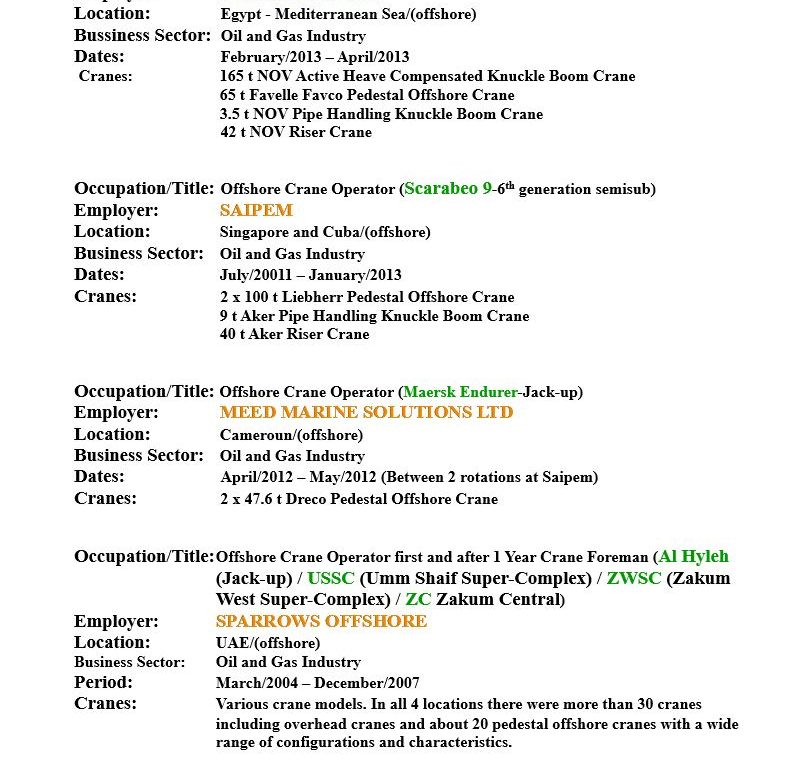 Location: Egypt - Mediterranean Sea/(offshore)
Bussiness Sector: Oil and Gas Industry
Dates: February/2013 – April/2013
Cranes: 165 t NOV Active Heave Compensated Knuckle Boom Crane
65 t Favelle Favco Pedestal Offshore Crane
3.5 t NOV Pipe Handling Knuckle Boom Crane
42 t NOV Riser Crane
Occupation/Title: Offshore Crane Operator (Scarabeo 9-6th generation semisub)
Employer: SAIPEM
Location: Singapore and Cuba/(offshore)
Business Sector: Oil and Gas Industry
Dates: July/20011 – January/2013
Cranes: 2 x 100 t Liebherr Pedestal Offshore Crane
9 t Aker Pipe Handling Knuckle Boom Crane
40 t Aker Riser Crane
Occupation/Title: Offshore Crane Operator (Maersk Endurer-Jack-up)
Employer: MEED MARINE SOLUTIONS LTD
Location: Cameroun/(offshore)
Business Sector: Oil and Gas Industry
Dates: April/2012 – May/2012 (Between 2 rotations at Saipem)
Cranes: 2 x 47.6 t Dreco Pedestal Offshore Crane
Occupation/Title: Offshore Crane Operator first and after 1 Year Crane Foreman (Al Hyleh
(Jack-up) / USSC (Umm Shaif Super-Complex) / ZWSC (Zakum
West Super-Complex) / ZC Zakum Central)
Employer: SPARROWS OFFSHORE
Location: UAE/(offshore)
Business Sector: Oil and Gas Industry
Period: March/2004 – December/2007
Cranes: Various crane models. In all 4 locations there were more than 30 cranes
including overhead cranes and about 20 pedestal offshore cranes with a wide
range of configurations and characteristics.